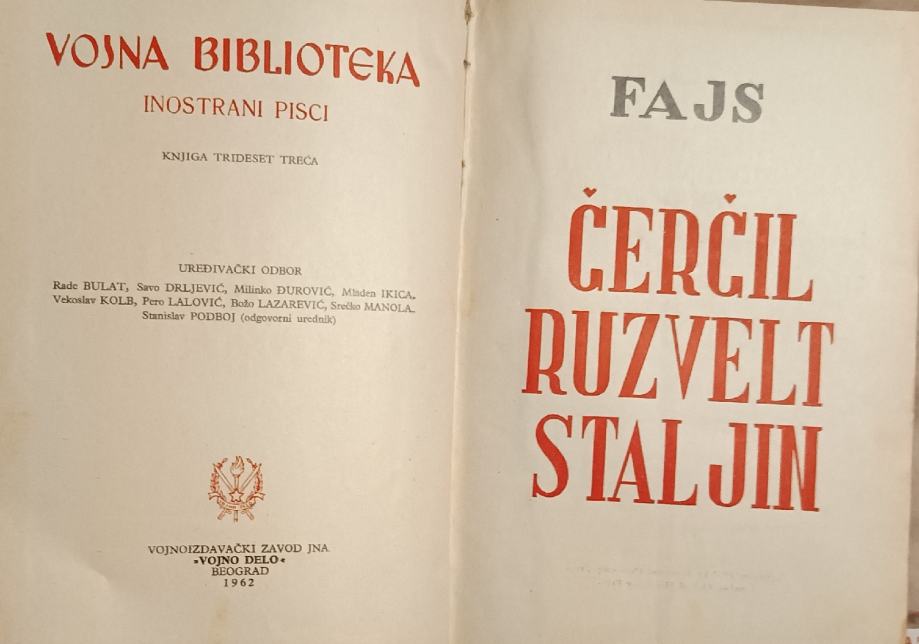 VOJNA BIBLIOTEKA
INOSTRANI PISCI
KNJIGA TRIDESET TREĆA
UREĐIVAČKI ODBOR
Rade BULAT, Savo DRLJEVIĆ, Milinko ĐUROVIĆ, Mladen IKICA,
Vekoslav KOLB, Pero LALOVIĆ, Božo LAZAREVIĆ, Srećko MANOLA,
Stanislav PODBOJ (odgovorni urednik)
VOJNOIZDAVAČKI ZAVOD JNA
»VOJNO DELO«
BEOGRAD
1962
FAJS
ČERČIL
RUZVELT
STALJIN